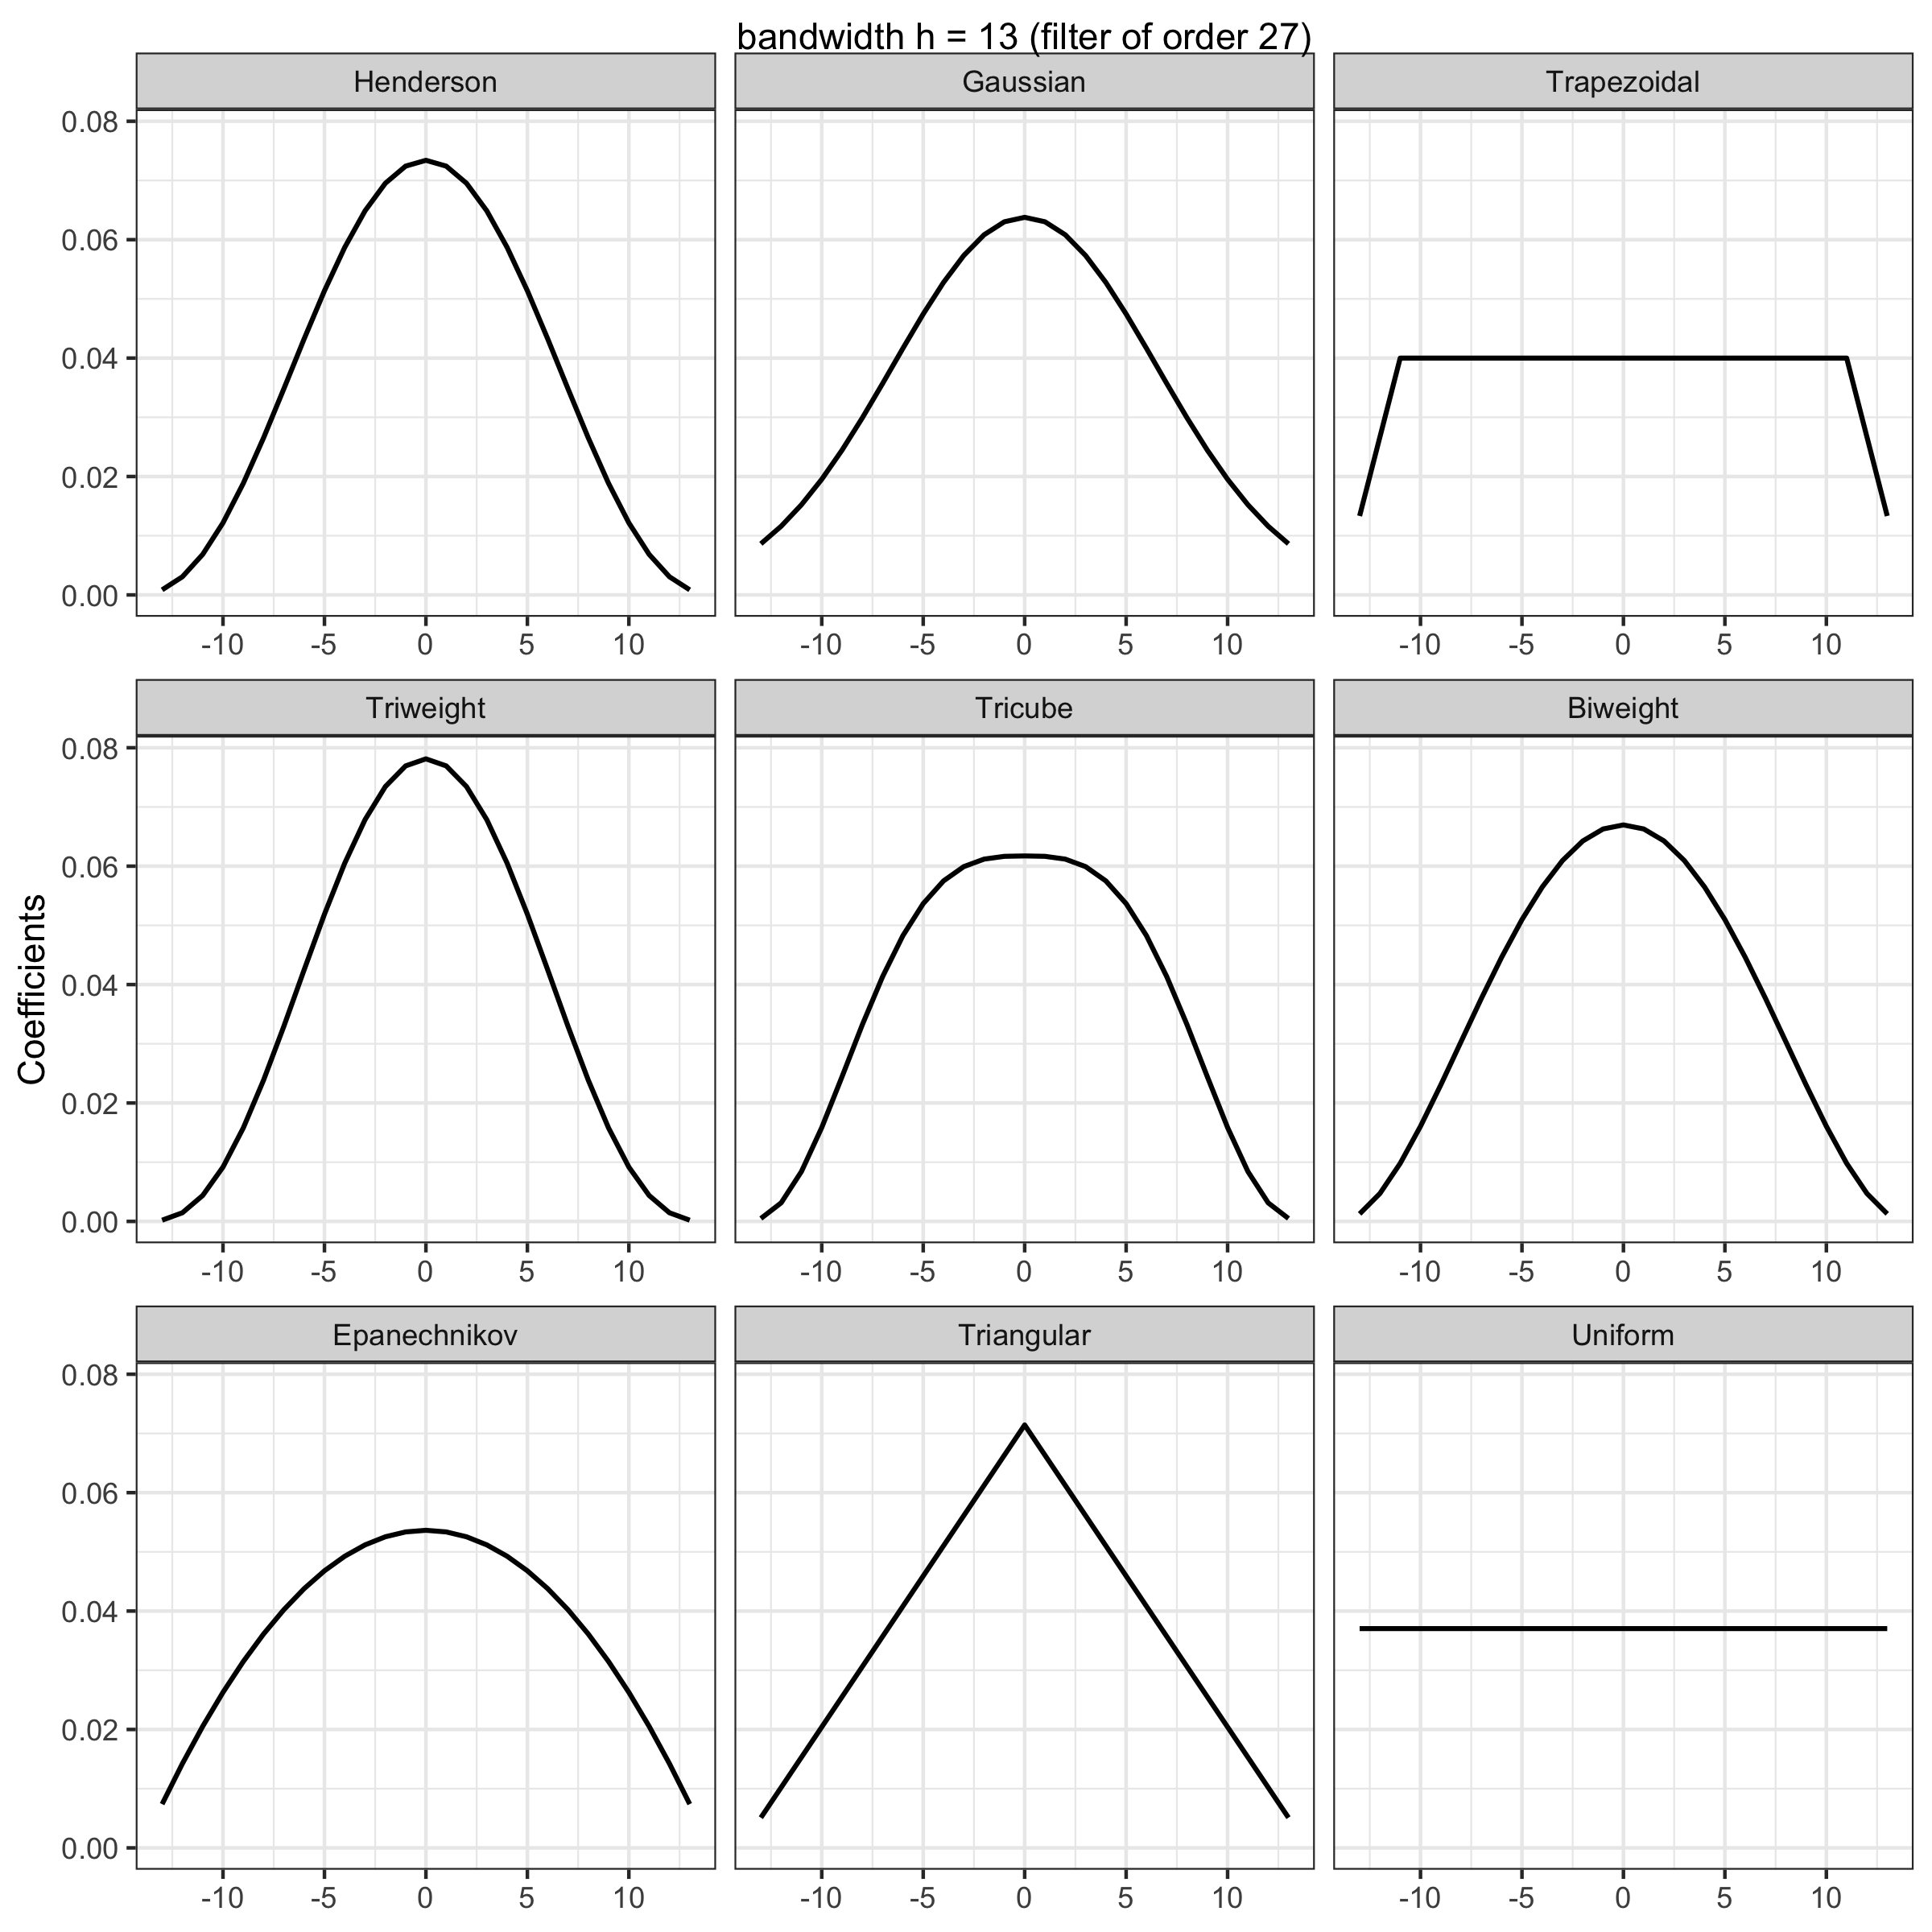 bandwidth h = 13 (filter of order 27)
Henderson Gaussian Trapezoidal
0.08
0.06
0.04
0.02
0.00
-10 -5 0 5 10 -10 -5 0 5 10 -10 -5 0 5 10
Triweight Tricube Biweight
0.08
0.06
0.04
0.02
0.00
Coefficients
-10 -5 0 5 10 -10 -5 0 5 10 -10 -5 0 5 10
Epanechnikov Triangular Uniform
0.08
0.06
0.04
0.02
0.00
-10 -5 0 5 10 -10 -5 0 5 10 -10 -5 0 5 10